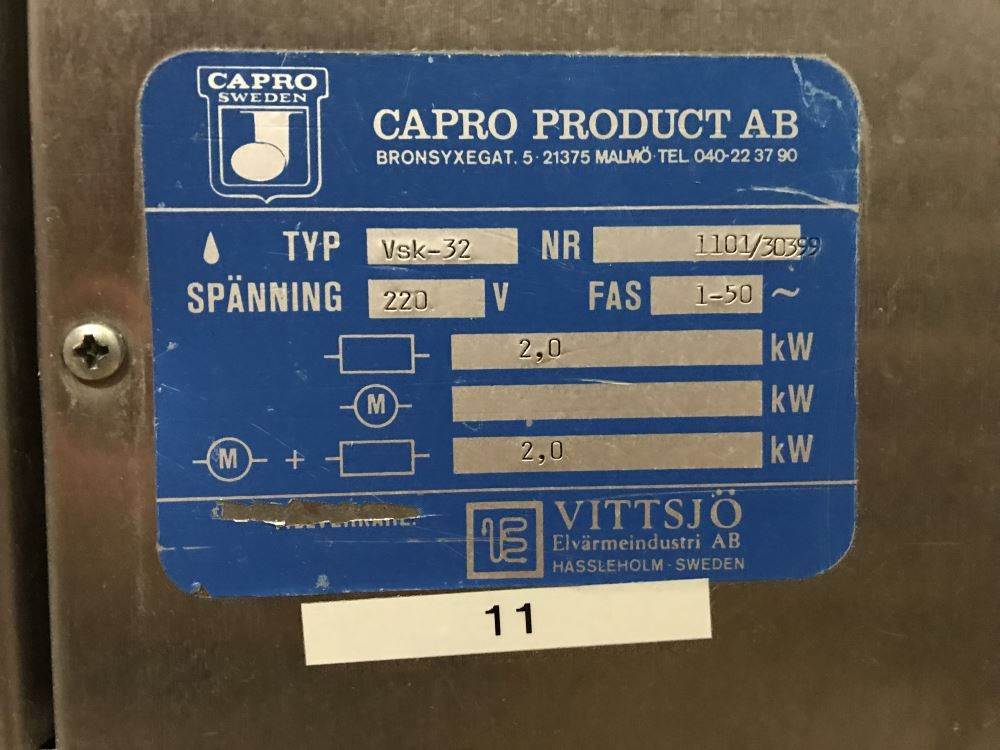 CAPRO
SWEDEN
CAPRO PRODUCT AB
BRONSYXEGAT. 5 · 21375 MALMÖ · TEL. 040-22 37 90
TYP Vsk-32 NR 1101/30399
SPÄNNING 220 V FAS 1-50 ~
2,0 kW
M kW
M + 2,0 kW
VITTSJÖ
Elvärmeindustri AB
HÄSSLEHOLM - SWEDEN
11